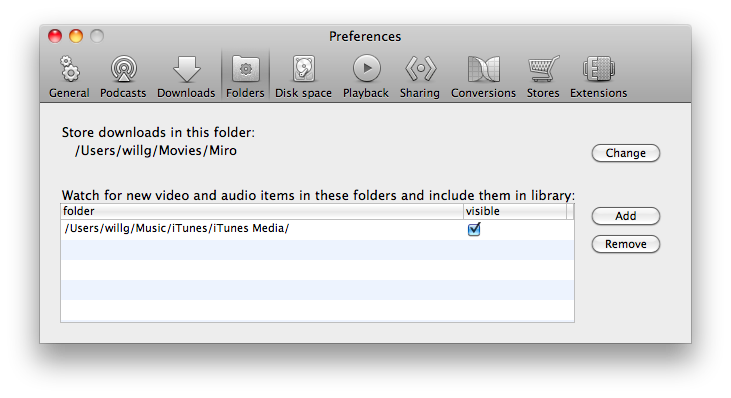 Preferences
General Podcasts Downloads Folders Disk space Playback Sharing Conversions Stores Extensions
Store downloads in this folder:
/Users/willg/Movies/Miro
Change
Watch for new video and audio items in these folders and include them in library:
folder visible
Add
/Users/willg/Music/iTunes/iTunes Media/
Remove